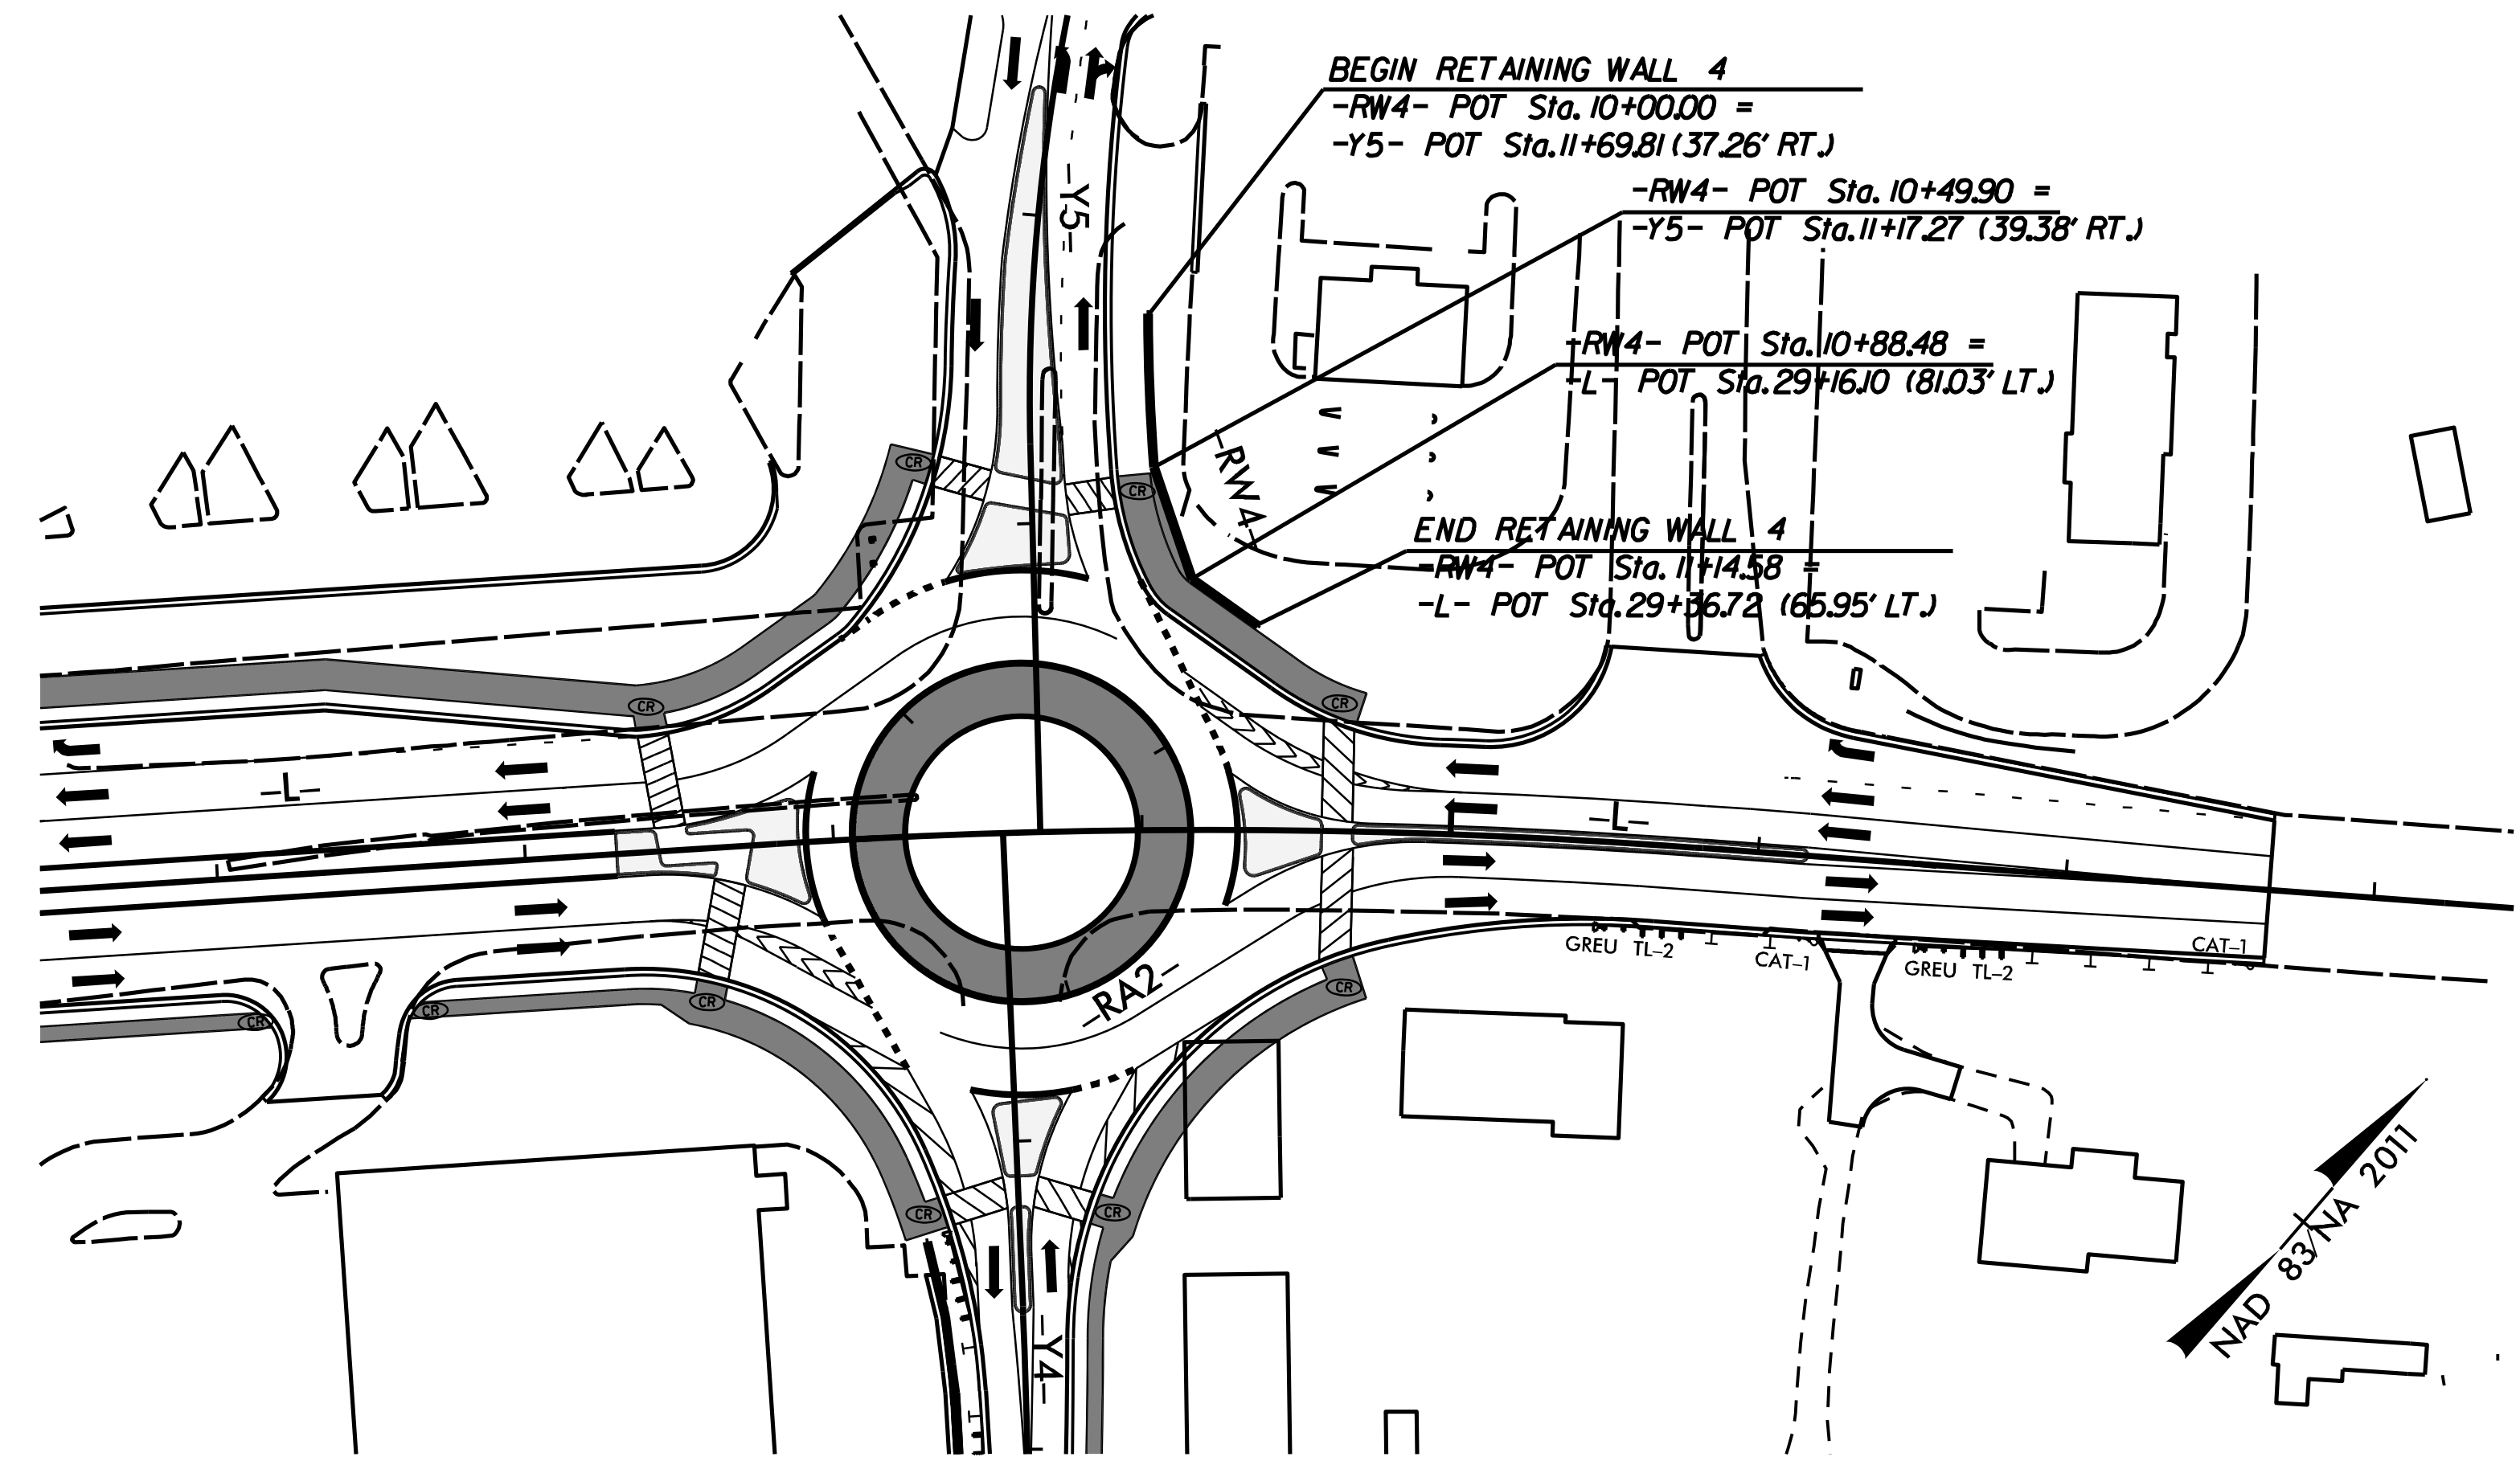 BEGIN RETAINING WALL 4
-RW4- POT Sta. 10+00.00 =
-Y5- POT Sta. 11+69.81 (37.26' RT.)
-RW4- POT Sta. 10+49.90 =
-Y5- POT Sta. 11+17.27 (39.38' RT.)
-Y5-
-RW4- POT Sta. 10+88.48 =
-L- POT Sta. 29+16.10 (81.03' LT.)
CR
CR
-RW4-
END RETAINING WALL 4
-RW4- POT Sta. 11+14.58 =
-L- POT Sta. 29+36.72 (65.95' LT.)
CR
CR
-L-
-L-
GREU TL-2
CAT-1
GREU TL-2
CAT-1
CR
CR
CR
CR
-RA2-
CR
CR
-Y4-
NAD 83/NA 2011